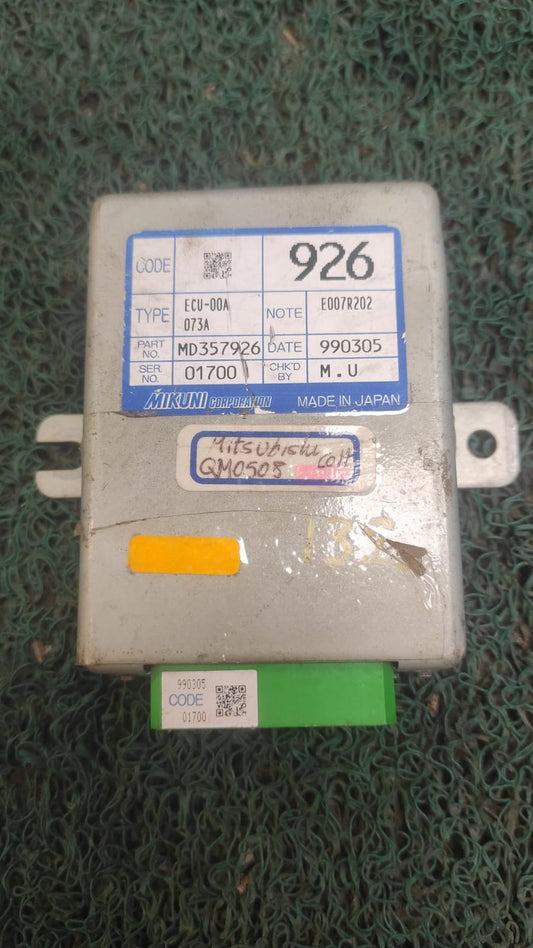 CODE 926
TYPE ECU-00A NOTE E007R202
073A
PART NO. MD357926 DATE 990305
SER. NO. 01700 CHK'D BY M.U
MIKUNI CORPORATION MADE IN JAPAN
Mitsubishi
QM0508 colt
132
990305
CODE
01700